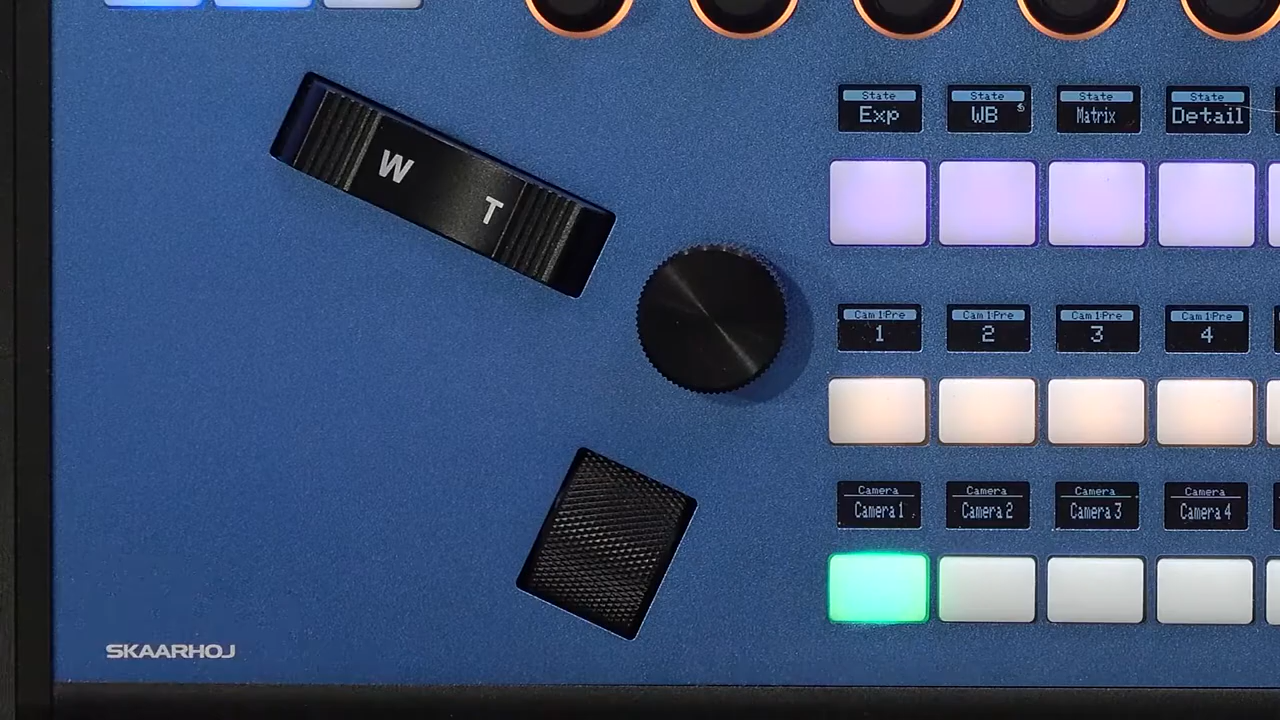 State State State State
Exp WB Matrix Detail
W
T
Cam1Pre Cam1Pre Cam1Pre Cam1Pre
1 2 3 4
Camera Camera Camera Camera
Camera 1 Camera 2 Camera 3 Camera 4
SKAARHOJ